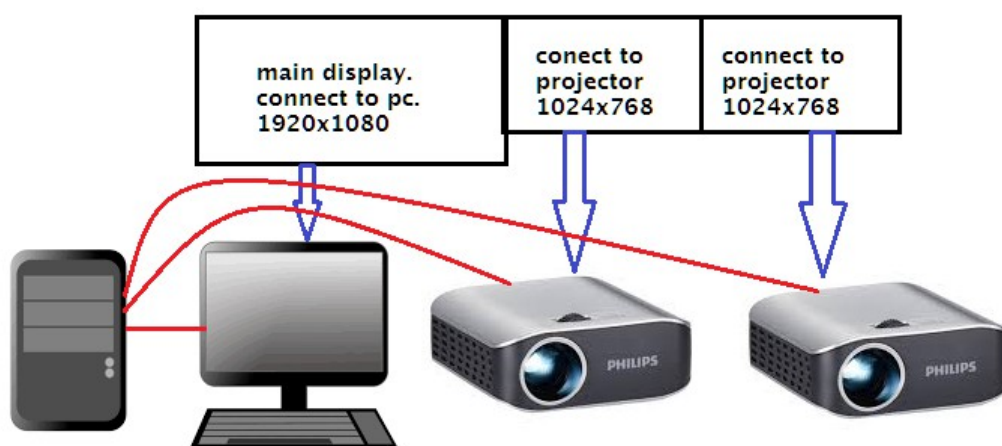 main display.
connect to pc.
1920x1080
conect to
projector
1024x768
connect to
projector
1024x768
PHILIPS
PHILIPS